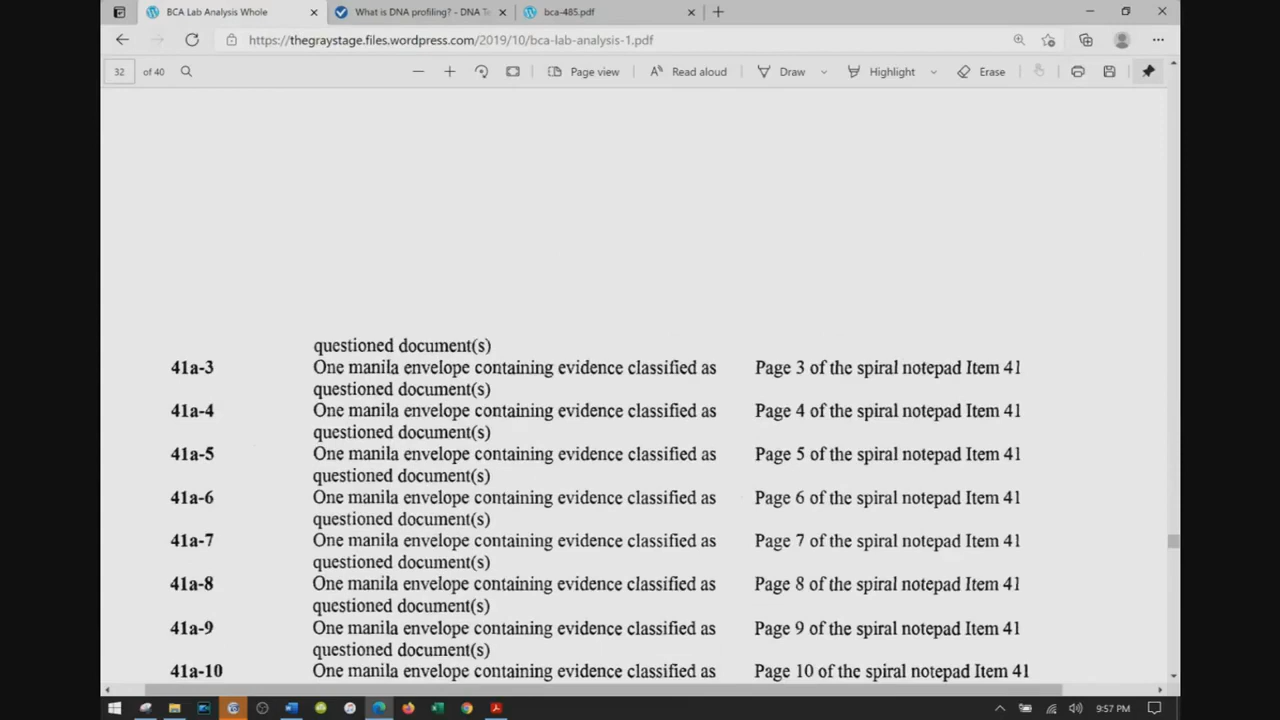 BCA Lab Analysis Whole
What is DNA profiling? - DNA Te
bca-485.pdf
https://thegraystage.files.wordpress.com/2019/10/bca-lab-analysis-1.pdf
32 of 40 Page view Read aloud Draw Highlight Erase
questioned document(s)
41a-3 One manila envelope containing evidence classified as Page 3 of the spiral notepad Item 41
questioned document(s)
41a-4 One manila envelope containing evidence classified as Page 4 of the spiral notepad Item 41
questioned document(s)
41a-5 One manila envelope containing evidence classified as Page 5 of the spiral notepad Item 41
questioned document(s)
41a-6 One manila envelope containing evidence classified as Page 6 of the spiral notepad Item 41
questioned document(s)
41a-7 One manila envelope containing evidence classified as Page 7 of the spiral notepad Item 41
questioned document(s)
41a-8 One manila envelope containing evidence classified as Page 8 of the spiral notepad Item 41
questioned document(s)
41a-9 One manila envelope containing evidence classified as Page 9 of the spiral notepad Item 41
questioned document(s)
41a-10 One manila envelope containing evidence classified as Page 10 of the spiral notepad Item 41
9:57 PM